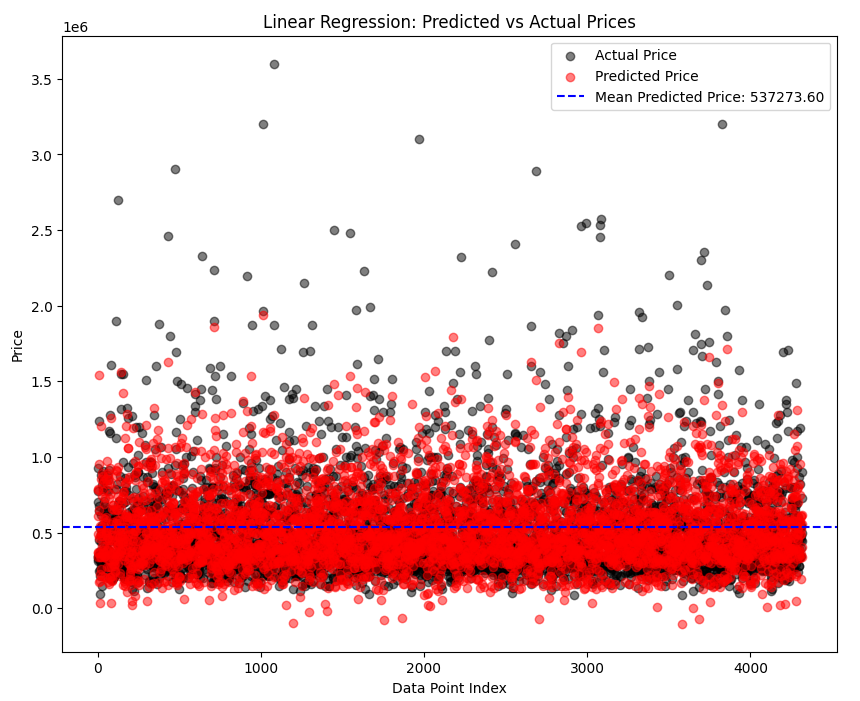 Linear Regression: Predicted vs Actual Prices
1e6
Actual Price
Predicted Price
Mean Predicted Price: 537273.60
3.5
3.0
2.5
2.0
1.5
1.0
0.5
0.0
Price
0 1000 2000 3000 4000
Data Point Index